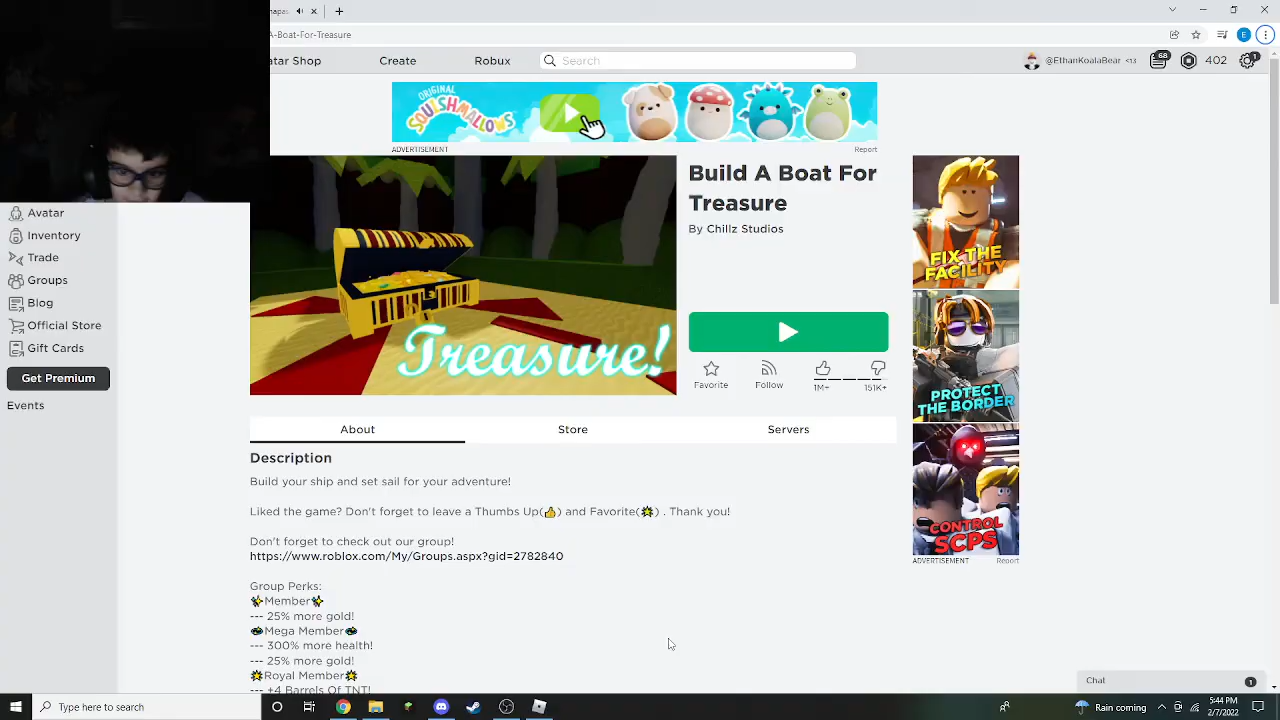 -A-Boat-For-Treasure
E
atar Shop
Create
Robux
Search
@EthanKoalaBear <13
68
402
1
ORIGINAL
SQUISHMALLOWS
ADVERTISEMENT
Report
Avatar
Inventory
Trade
Groups
Blog
Official Store
Gift Cards
Get Premium
Events
Treasure!
Build A Boat For
Treasure
By Chillz Studios
Favorite
Follow
1M+
151K+
FIX THE
FACILITY
PROTECT
THE BORDER
CONTROL
SCPS
ADVERTISEMENT
Report
About
Store
Servers
Description
Build your ship and set sail for your adventure!
Liked the game? Don't forget to leave a Thumbs Up(👍) and Favorite(🌟) . Thank you!
Don't forget to check out our group!
https://www.roblox.com/My/Groups.aspx?gid=2782840
Group Perks:
✨Member✨
--- 25% more gold!
Mega Member
--- 300% more health!
--- 25% more gold!
🌟Royal Member🌟
--- +4 Barrels Of TNT!
Chat
1
Type here to search
Rain coming
5:44 PM
2/7/2022